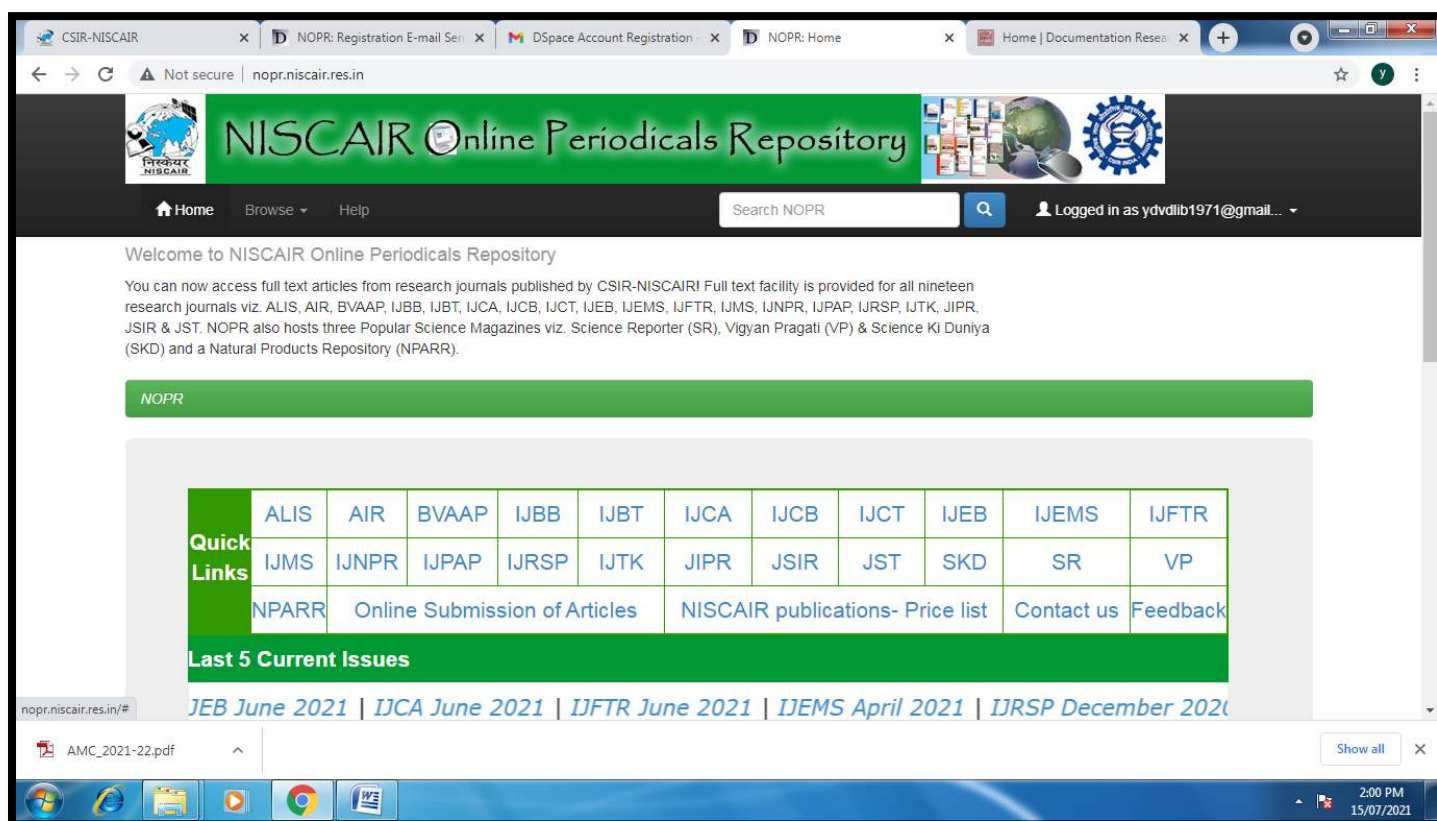 CSIR-NISCAIR
NOPR: Registration E-mail Sen
DSpace Account Registration -
NOPR: Home
Home | Documentation Resea
Not secure | nopr.niscair.res.in
y
निस्केयर
NISCAIR
NISCAIR Online Periodicals Repository
Home Browse Help Search NOPR Logged in as ydvdlib1971@gmail...
Welcome to NISCAIR Online Periodicals Repository
You can now access full text articles from research journals published by CSIR-NISCAIR! Full text facility is provided for all nineteen
research journals viz. ALIS, AIR, BVAAP, IJBB, IJBT, IJCA, IJCB, IJCT, IJEB, IJEMS, IJFTR, IJMS, IJNPR, IJPAP, IJRSP, IJTK, JIPR,
JSIR & JST. NOPR also hosts three Popular Science Magazines viz. Science Reporter (SR), Vigyan Pragati (VP) & Science Ki Duniya
(SKD) and a Natural Products Repository (NPARR).
NOPR
Quick Links
ALIS AIR BVAAP IJBB IJBT IJCA IJCB IJCT IJEB IJEMS IJFTR
IJMS IJNPR IJPAP IJRSP IJTK JIPR JSIR JST SKD SR VP
NPARR Online Submission of Articles NISCAIR publications- Price list Contact us Feedback
Last 5 Current Issues
JEB June 2021 | IJCA June 2021 | IJFTR June 2021 | IJEMS April 2021 | IJRSP December 202
nopr.niscair.res.in/#
AMC_2021-22.pdf
Show all
2:00 PM
15/07/2021